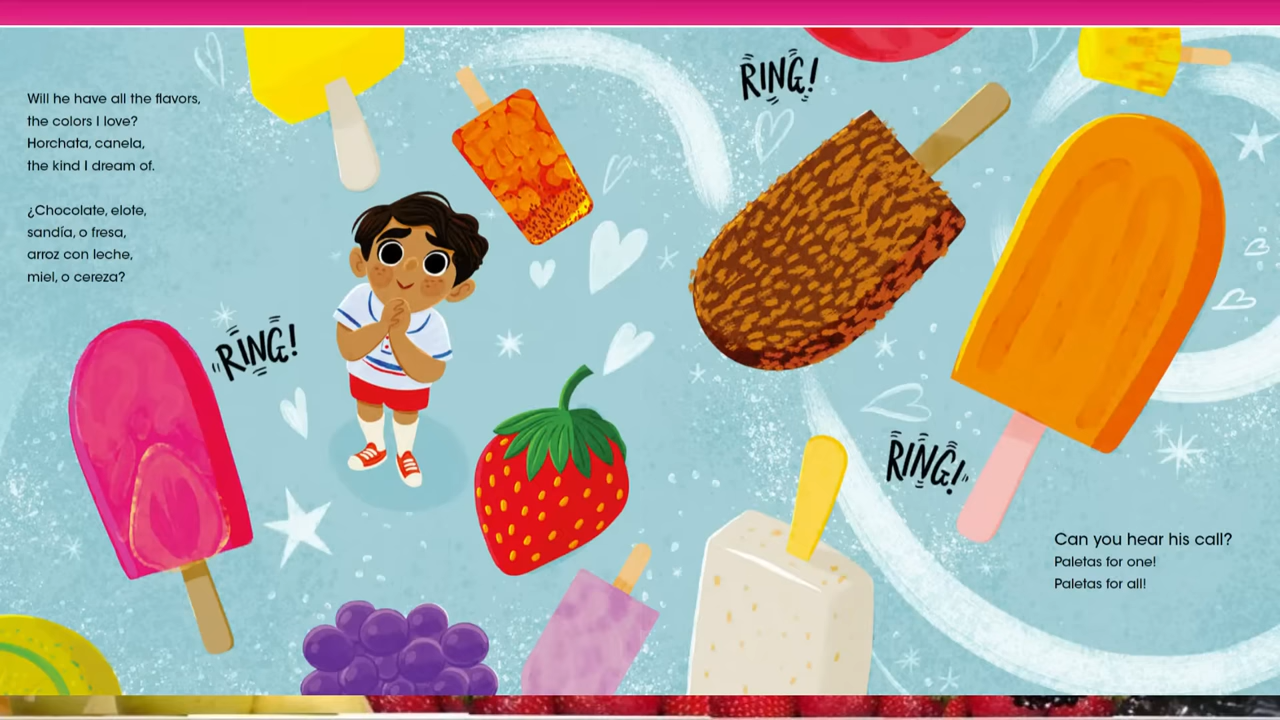 Will he have all the flavors,
the colors I love?
Horchata, canela,
the kind I dream of.
¿Chocolate, elote,
sandía, o fresa,
arroz con leche,
miel, o cereza?
RING!
RING!
RING!
Can you hear his call?
Paletas for one!
Paletas for all!